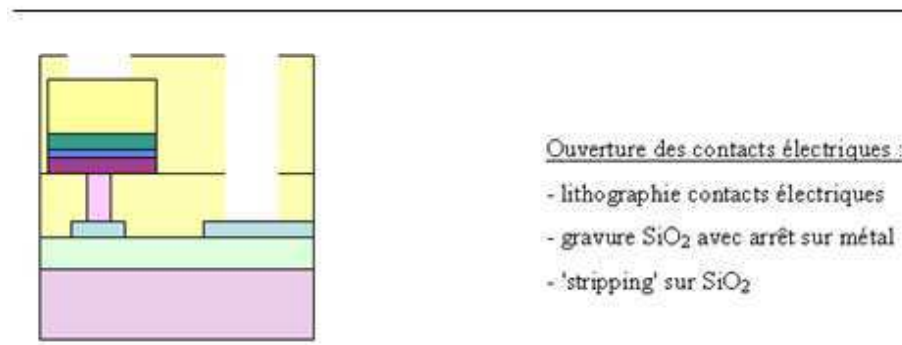 Ouverture des contacts électriques :
- lithographie contacts électriques
- gravure SiO₂ avec arrêt sur métal
- 'stripping' sur SiO₂